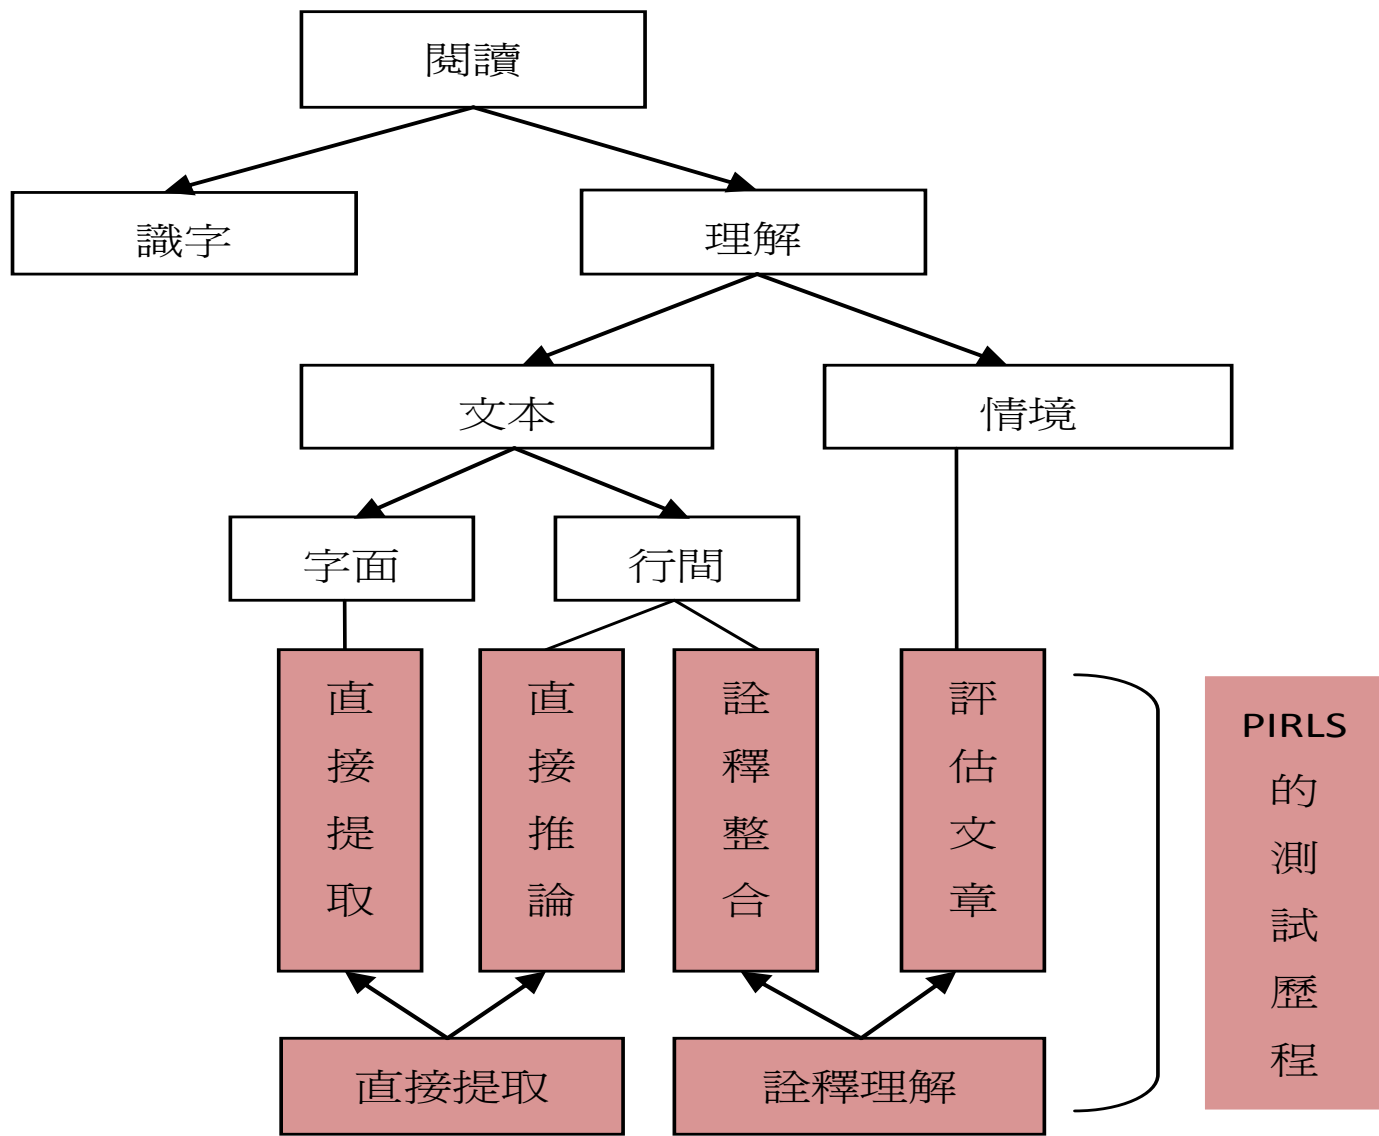 閱讀
識字
理解
文本
情境
字面
行間
直接提取
直接推論
詮釋整合
評估文章
PIRLS
的測試歷程
直接提取
詮釋理解